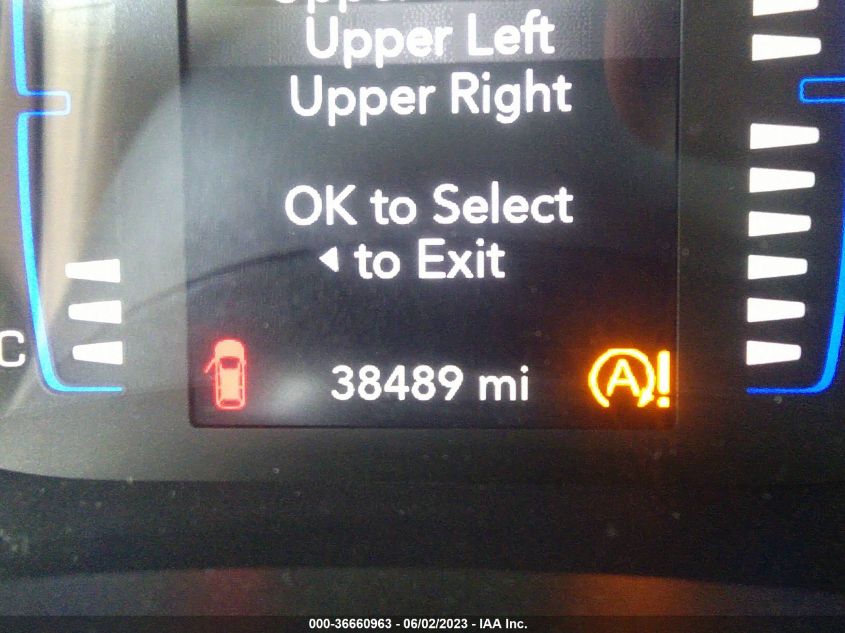 Upper Left
Upper Right
OK to Select
◀ to Exit
C
38489 mi
A!
000-36660963 - 06/02/2023 - IAA Inc.